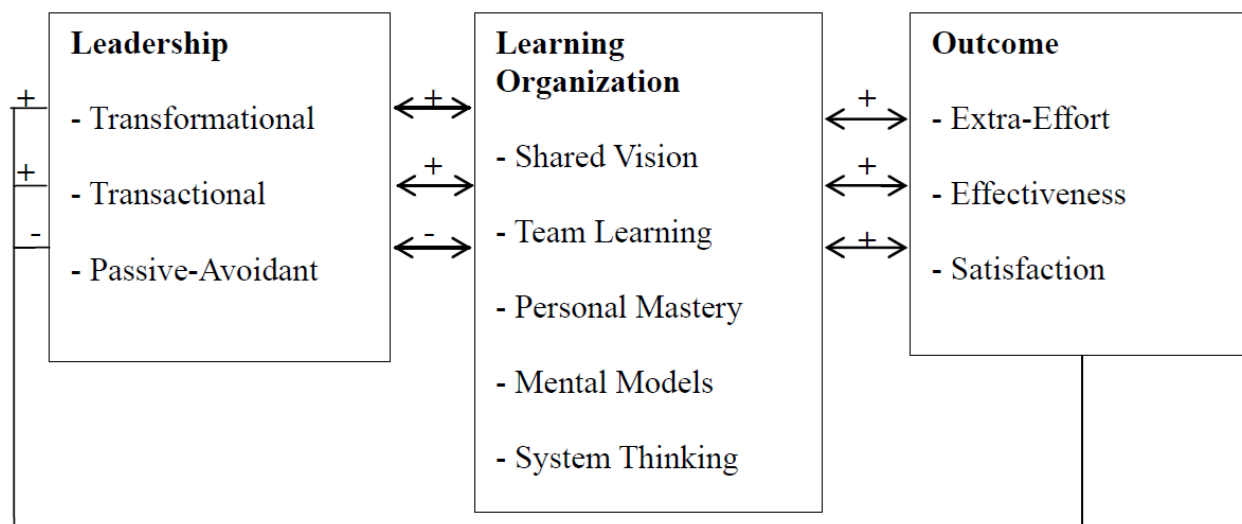 Leadership
- Transformational
- Transactional
- Passive-Avoidant
+
+
-
+
+
-
Learning
Organization
- Shared Vision
- Team Learning
- Personal Mastery
- Mental Models
- System Thinking
+
+
+
Outcome
- Extra-Effort
- Effectiveness
- Satisfaction